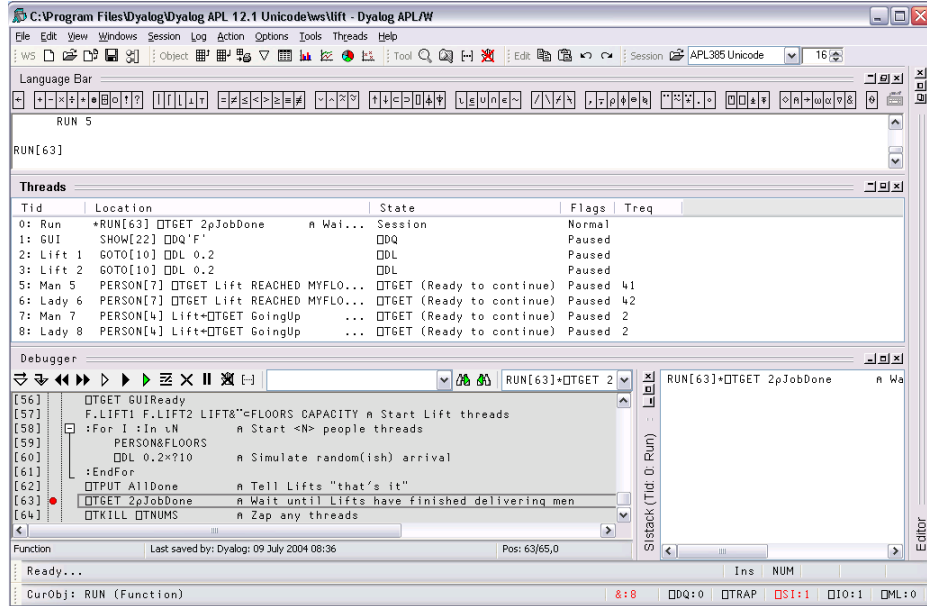 C:\Program Files\Dyalog\Dyalog APL 12.1 Unicode\ws\lift - Dyalog APL/W
File Edit View Windows Session Log Action Options Tools Threads Help
WS Object Tool Edit Session APL385 Unicode 16
Language Bar
RUN 5
RUN[63]
Threads
Tid Location State Flags Treq
0: Run *RUN[63] ⎕TGET 2⍴JobDone ⍝ Wai... Session Normal
1: GUI SHOW[22] ⎕DQ'F' ⎕DQ Paused
2: Lift 1 GOTO[10] ⎕DL 0.2 ⎕DL Paused
3: Lift 2 GOTO[10] ⎕DL 0.2 ⎕DL Paused
5: Man 5 PERSON[7] ⎕TGET Lift REACHED MYFLO... ⎕TGET (Ready to continue) Paused 41
6: Lady 6 PERSON[7] ⎕TGET Lift REACHED MYFLO... ⎕TGET (Ready to continue) Paused 42
7: Man 7 PERSON[4] Lift←⎕TGET GoingUp ... ⎕TGET (Ready to continue) Paused 2
8: Lady 8 PERSON[4] Lift←⎕TGET GoingUp ... ⎕TGET (Ready to continue) Paused 2
Debugger
RUN[63]*⎕TGET 2
[56] ⎕TGET GUIReady
[57] F.LIFT1 F.LIFT2 LIFT&¨⊂FLOORS CAPACITY ⍝ Start Lift threads
[58] :For I :In ⍳N ⍝ Start <N> people threads
[59] PERSON&FLOORS
[60] ⎕DL 0.2×?10 ⍝ Simulate random(ish) arrival
[61] :EndFor
[62] ⎕TPUT AllDone ⍝ Tell Lifts "that's it"
[63] ⎕TGET 2⍴JobDone ⍝ Wait until Lifts have finished delivering men
[64] ⎕TKILL ⎕TNUMS ⍝ Zap any threads
Function Last saved by: Dyalog: 09 July 2004 08:36 Pos: 63/65,0
SIstack (Tid: 0: Run)
RUN[63]*⎕TGET 2⍴JobDone ⍝ Wa
Editor
Ready... Ins NUM
CurObj: RUN (Function) &:8 ⎕DQ:0 ⎕TRAP ⎕SI:1 ⎕IO:1 ⎕ML:0